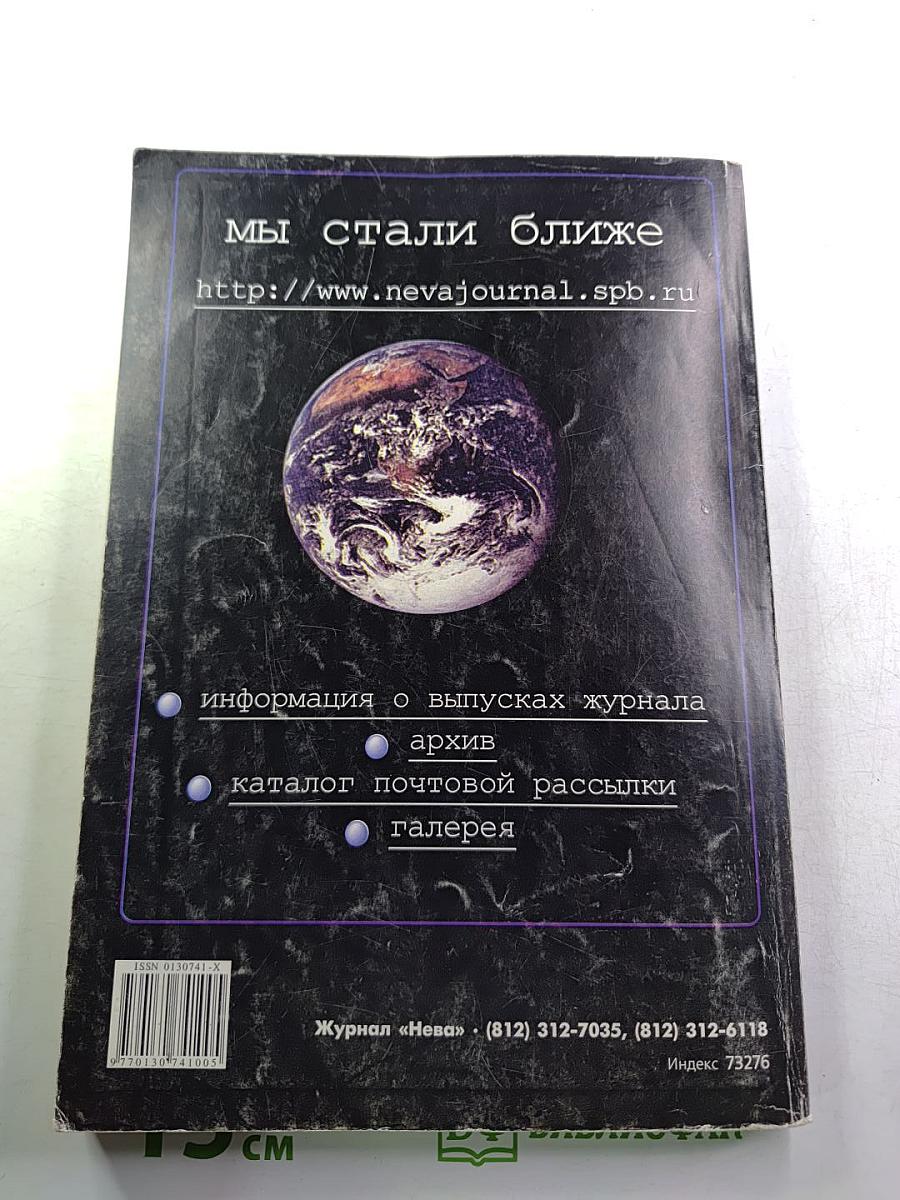 мы стали ближе
http://www.nevajournal.spb.ru
информация о выпусках журнала
архив
каталог почтовой рассылки
галерея
ISSN 0130741-X
9 770130 741005
Журнал «Нева» · (812) 312-7035, (812) 312-6118
Индекс 73276
см